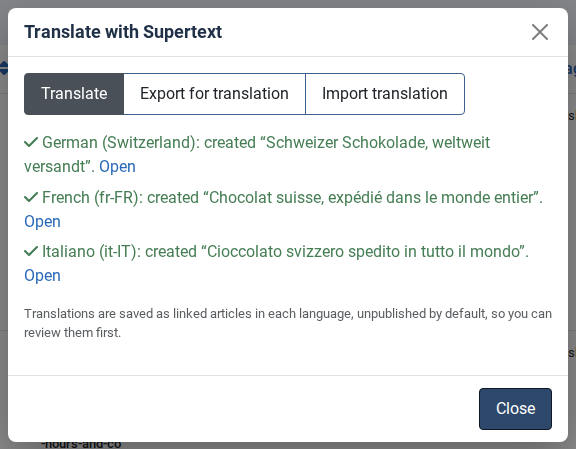 Translate with Supertext
Translate
Export for translation
Import translation
German (Switzerland): created “Schweizer Schokolade, weltweit
versandt”. Open
French (fr-FR): created “Chocolat suisse, expédié dans le monde entier”.
Open
Italiano (it-IT): created “Cioccolato svizzero spedito in tutto il mondo”.
Open
Translations are saved as linked articles in each language, unpublished by default, so you can
review them first.
Close
-hours-and-co